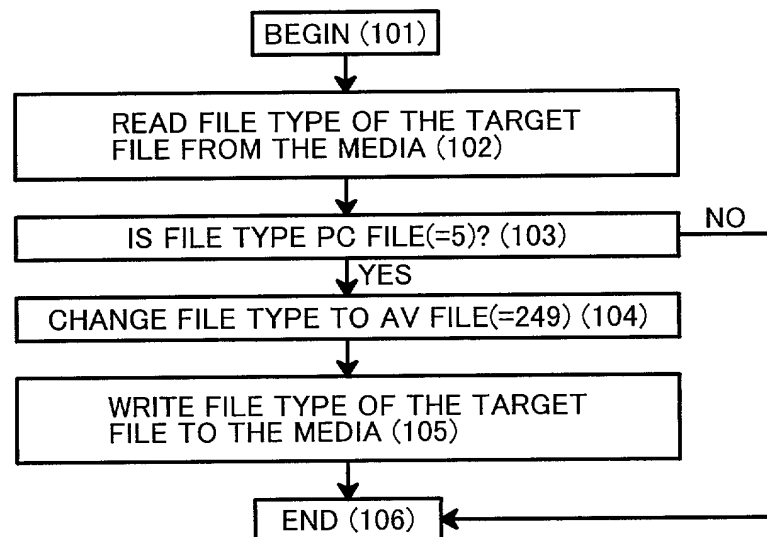 BEGIN (101)
READ FILE TYPE OF THE TARGET
FILE FROM THE MEDIA (102)
IS FILE TYPE PC FILE(=5)? (103)
NO
YES
CHANGE FILE TYPE TO AV FILE(=249) (104)
WRITE FILE TYPE OF THE TARGET
FILE TO THE MEDIA (105)
END (106)